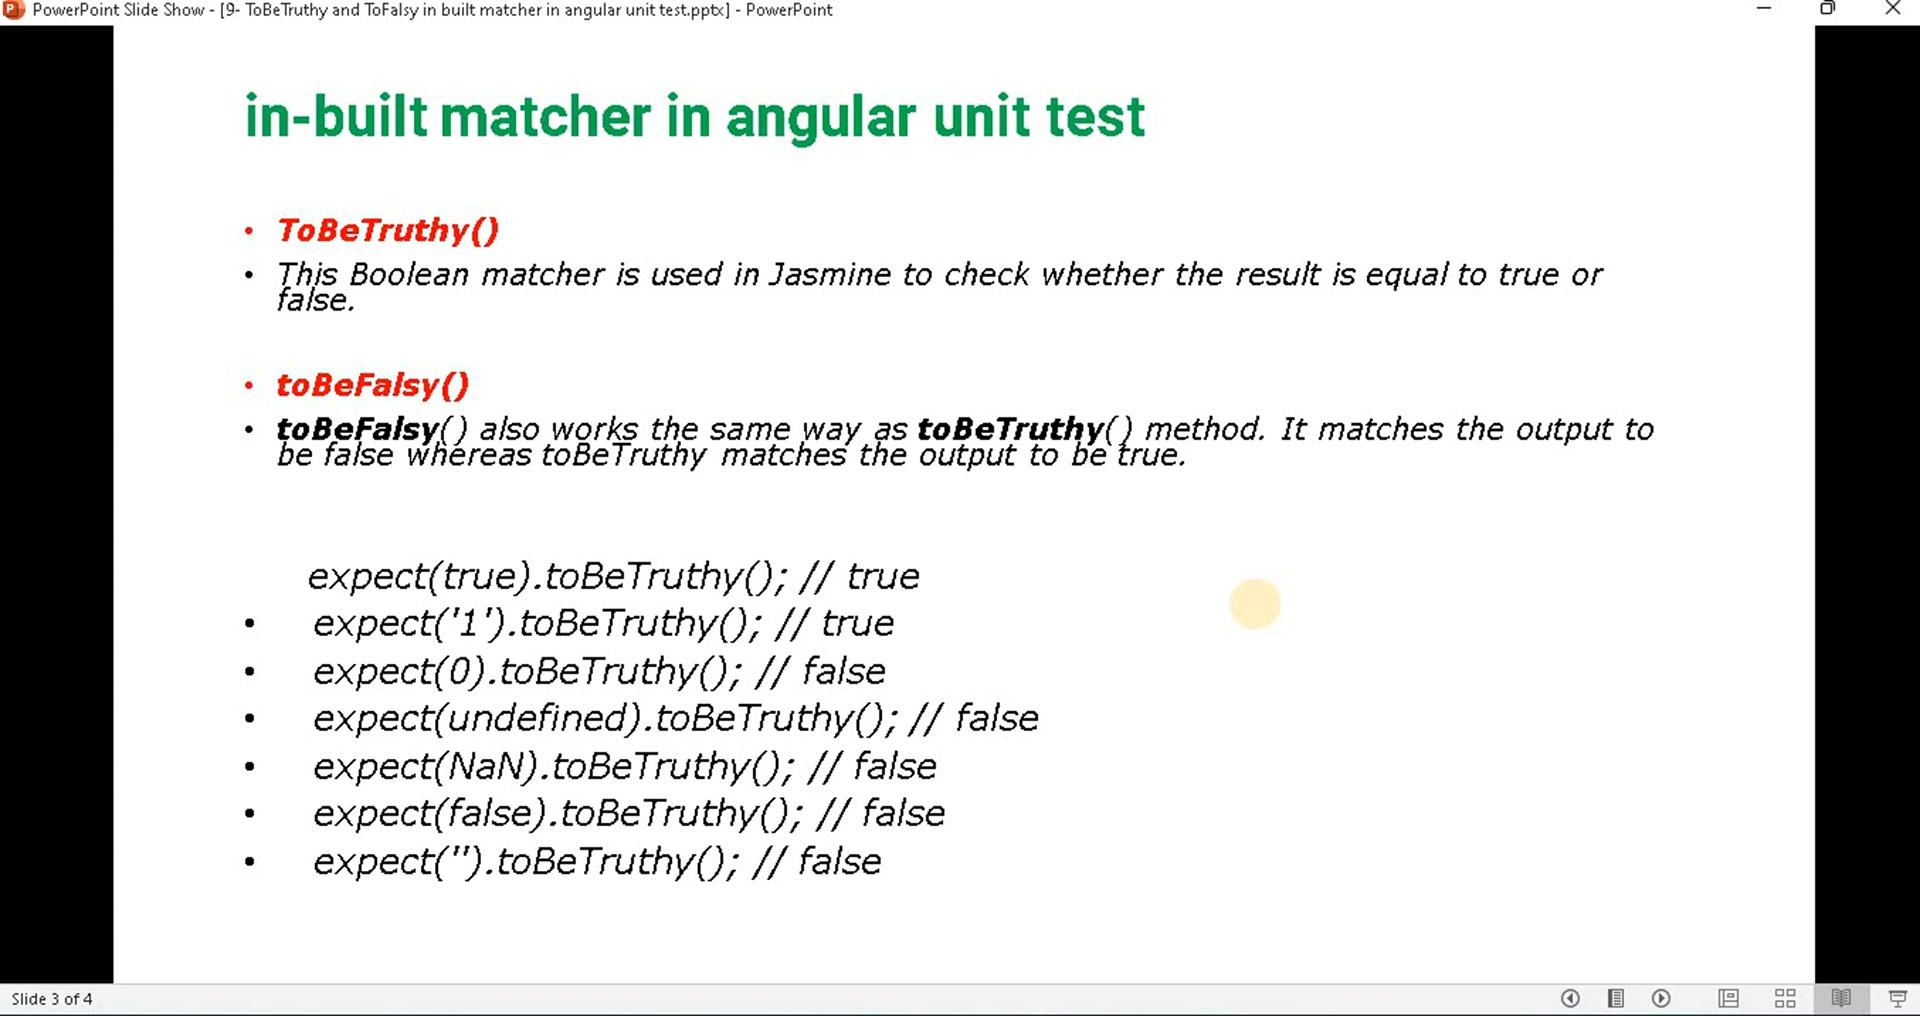 PowerPoint Slide Show - [9- ToBeTruthy and ToFalsy in built matcher in angular unit test.pptx] - PowerPoint
in-built matcher in angular unit test
• ToBeTruthy()
• This Boolean matcher is used in Jasmine to check whether the result is equal to true or
false.
• toBeFalsy()
• toBeFalsy() also works the same way as toBeTruthy() method. It matches the output to
be false whereas toBeTruthy matches the output to be true.
expect(true).toBeTruthy(); // true
• expect('1').toBeTruthy(); // true
• expect(0).toBeTruthy(); // false
• expect(undefined).toBeTruthy(); // false
• expect(NaN).toBeTruthy(); // false
• expect(false).toBeTruthy(); // false
• expect('').toBeTruthy(); // false
Slide 3 of 4